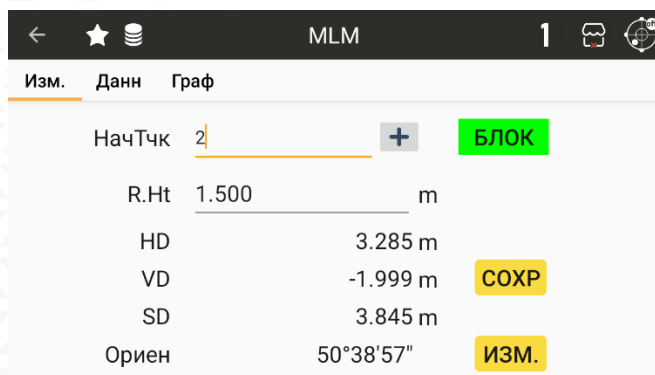 MLM 1
Изм. Данн Граф
НачТчк 2 БЛОК
R.Ht 1.500 m
HD 3.285 m
VD -1.999 m СОХР
SD 3.845 m
Ориен 50°38'57" ИЗМ.